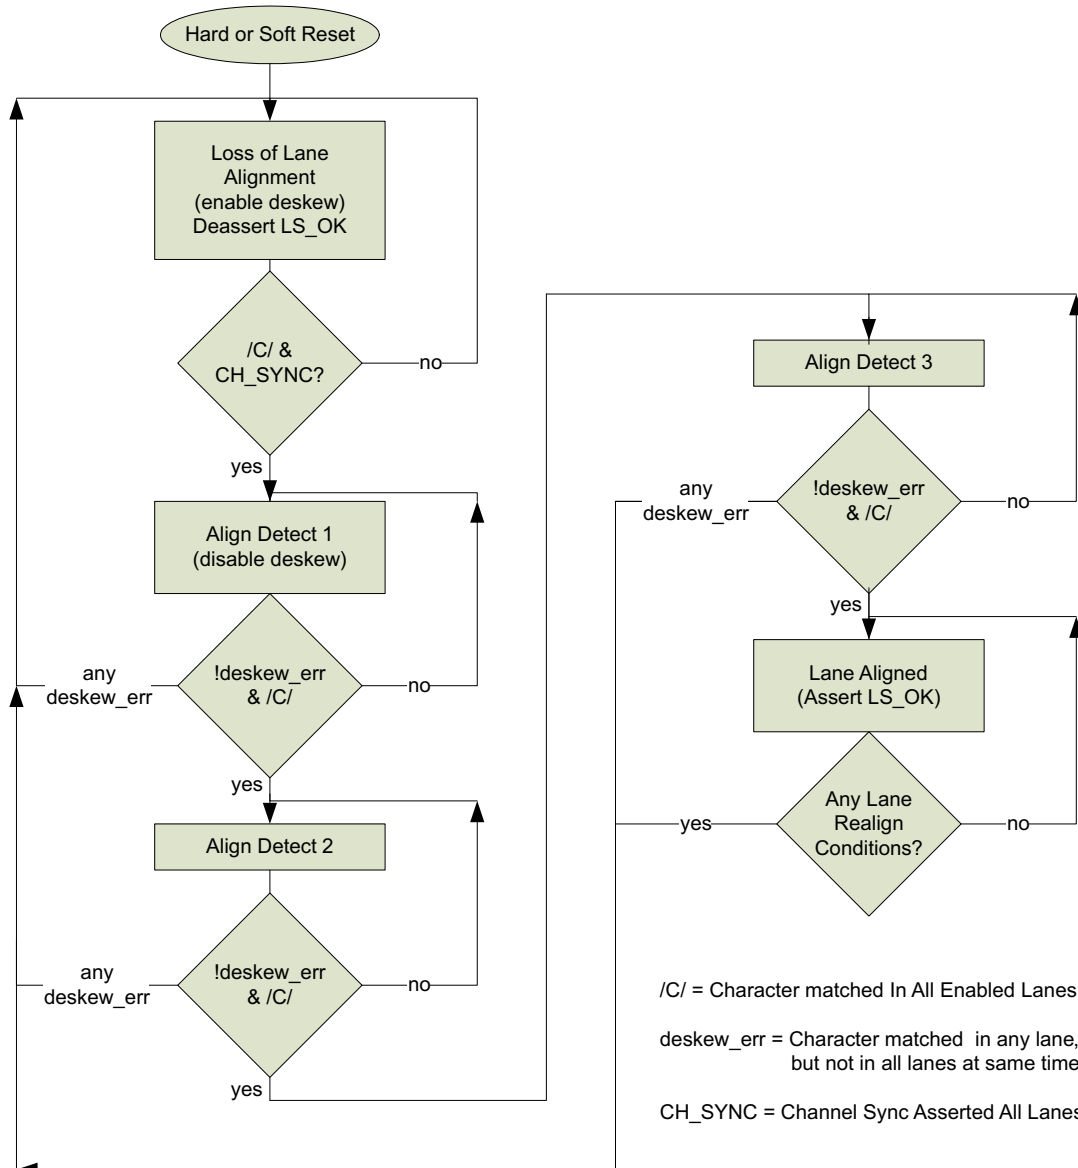 Hard or Soft Reset
Loss of Lane
Alignment
(enable deskew)
Deassert LS_OK
/C/ &
CH_SYNC?
no
yes
Align Detect 1
(disable deskew)
any
deskew_err
!deskew_err
& /C/
no
yes
Align Detect 2
any
deskew_err
!deskew_err
& /C/
no
yes
Align Detect 3
any
deskew_err
!deskew_err
& /C/
no
yes
Lane Aligned
(Assert LS_OK)
yes
Any Lane
Realign
Conditions?
no
/C/ = Character matched In All Enabled Lanes
deskew_err = Character matched in any lane,
but not in all lanes at same time
CH_SYNC = Channel Sync Asserted All Lanes